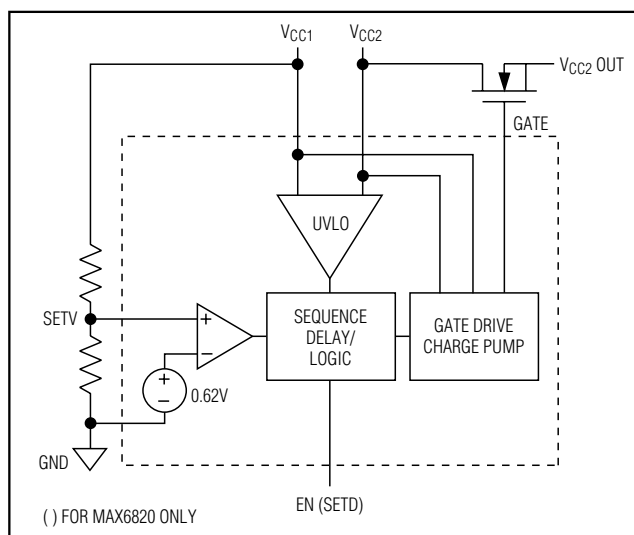 VCC1
VCC2
VCC2 OUT
GATE
UVLO
SETV
+
−
SEQUENCE
DELAY/
LOGIC
GATE DRIVE
CHARGE PUMP
+
−
0.62V
GND
EN (SETD)
( ) FOR MAX6820 ONLY